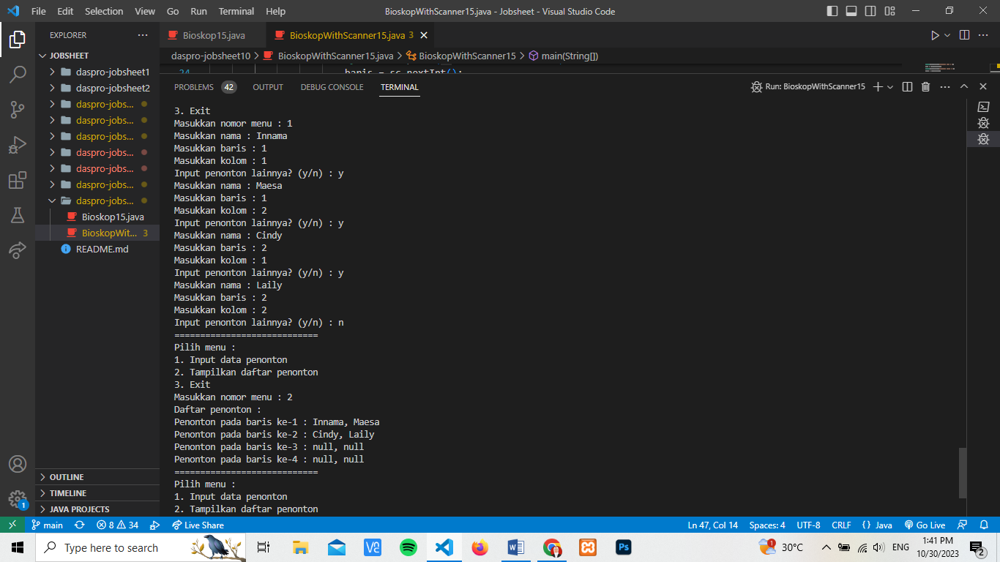 File Edit Selection View Go Run Terminal Help
BioskopWithScanner15.java - Jobsheet - Visual Studio Code
EXPLORER
Bioskop15.java
BioskopWithScanner15.java 3
JOBSHEET
daspro-jobsheet10 > BioskopWithScanner15.java > BioskopWithScanner15 > main(String[])
24 baris = sc.nextInt();
daspro-jobsheet1
daspro-jobsheet2
daspro-jobs...
daspro-jobs...
daspro-jobs...
daspro-jobs...
daspro-jobs...
daspro-jobs...
daspro-jobs...
Bioskop15.java
BioskopWit... 3
README.md
OUTLINE
TIMELINE
JAVA PROJECTS
PROBLEMS 42 OUTPUT DEBUG CONSOLE TERMINAL
Run: BioskopWithScanner15
3. Exit
Masukkan nomor menu : 1
Masukkan nama : Innama
Masukkan baris : 1
Masukkan kolom : 1
Input penonton lainnya? (y/n) : y
Masukkan nama : Maesa
Masukkan baris : 1
Masukkan kolom : 2
Input penonton lainnya? (y/n) : y
Masukkan nama : Cindy
Masukkan baris : 2
Masukkan kolom : 1
Input penonton lainnya? (y/n) : y
Masukkan nama : Laily
Masukkan baris : 2
Masukkan kolom : 2
Input penonton lainnya? (y/n) : n
============================
Pilih menu :
1. Input data penonton
2. Tampilkan daftar penonton
3. Exit
Masukkan nomor menu : 2
Daftar penonton :
Penonton pada baris ke-1 : Innama, Maesa
Penonton pada baris ke-2 : Cindy, Laily
Penonton pada baris ke-3 : null, null
Penonton pada baris ke-4 : null, null
============================
Pilih menu :
1. Input data penonton
2. Tampilkan daftar penonton
1
main 8 34 Live Share
Ln 47, Col 14 Spaces: 4 UTF-8 CRLF {} Java Go Live
Type here to search
1 30°C ENG
1:41 PM
10/30/2023
2